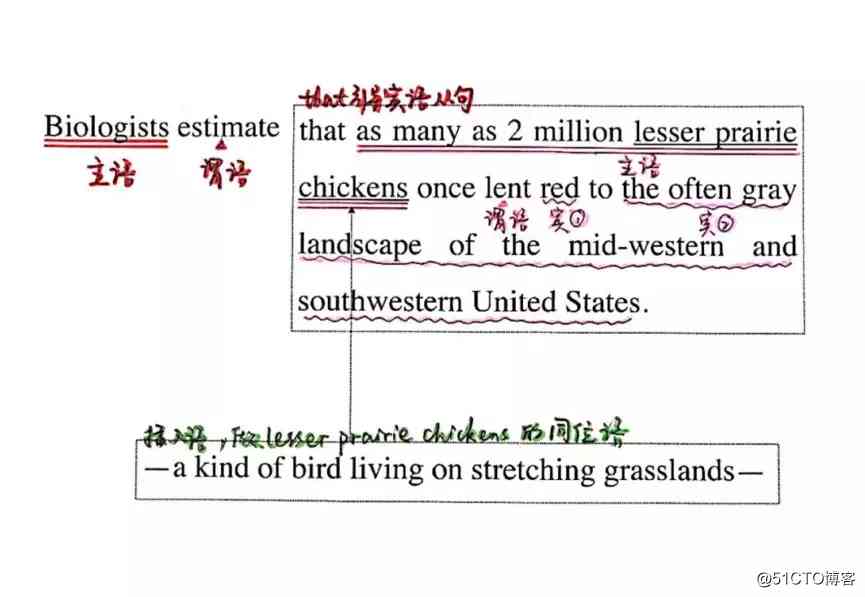 that引导宾语从句
Biologists estimate that as many as 2 million lesser prairie
主语 谓语 主语
chickens once lent red to the often gray
谓语 宾① 宾②
landscape of the mid-western and
southwestern United States.
插入语,做lesser prairie chickens的同位语
—a kind of bird living on stretching grasslands—
@51CTO博客